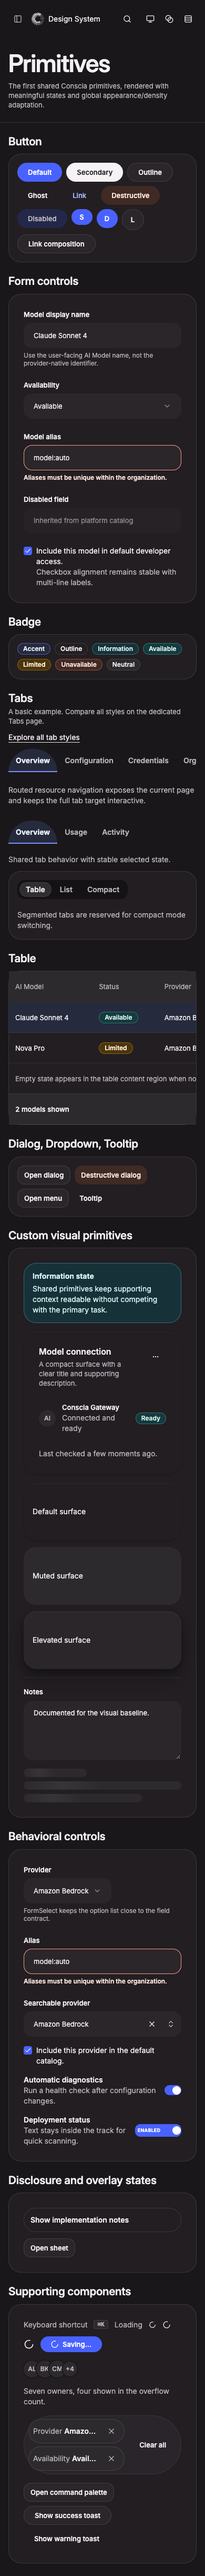 Design System
Primitives
The first shared Conscia primitives, rendered with
meaningful states and global appearance/density
adaptation.
Button
Default
Secondary
Outline
Ghost
Link
Destructive
Disabled
S
D
L
Link composition
Form controls
Model display name
Claude Sonnet 4
Use the user-facing AI Model name, not the
provider-native identifier.
Availability
Available
Model alias
model:auto
Aliases must be unique within the organization.
Disabled field
Inherited from platform catalog
Include this model in default developer
access.
Checkbox alignment remains stable with
multi-line labels.
Badge
Accent
Outline
Information
Available
Limited
Unavailable
Neutral
Tabs
A basic example. Compare all styles on the dedicated
Tabs page.
Explore all tab styles
Overview
Configuration
Credentials
Org
Routed resource navigation exposes the current page
and keeps the full tab target interactive.
Overview
Usage
Activity
Shared tab behavior with stable selected state.
Table
List
Compact
Segmented tabs are reserved for compact mode
switching.
Table
AI Model
Status
Provider
Claude Sonnet 4
Available
Amazon B
Nova Pro
Limited
Amazon B
Empty state appears in the table content region when no
2 models shown
Dialog, Dropdown, Tooltip
Open dialog
Destructive dialog
Open menu
Tooltip
Custom visual primitives
Information state
Shared primitives keep supporting
context readable without competing
with the primary task.
Model connection
...
A compact surface with a
clear title and supporting
description.
AI
Conscia Gateway
Connected and
ready
Ready
Last checked a few moments ago.
Default surface
Muted surface
Elevated surface
Notes
Documented for the visual baseline.
Behavioral controls
Provider
Amazon Bedrock
FormSelect keeps the option list close to the field
contract.
Alias
model:auto
Aliases must be unique within the organization.
Searchable provider
Amazon Bedrock
Include this provider in the default
catalog.
Automatic diagnostics
Run a health check after configuration
changes.
Deployment status
Text stays inside the track for
quick scanning.
ENABLED
Disclosure and overlay states
Show implementation notes
Open sheet
Supporting components
Keyboard shortcut
⌘K
Loading
Saving...
AL
BK
CM
+4
Seven owners, four shown in the overflow
count.
Provider Amazo...
Availability Avail...
Clear all
Open command palette
Show success toast
Show warning toast